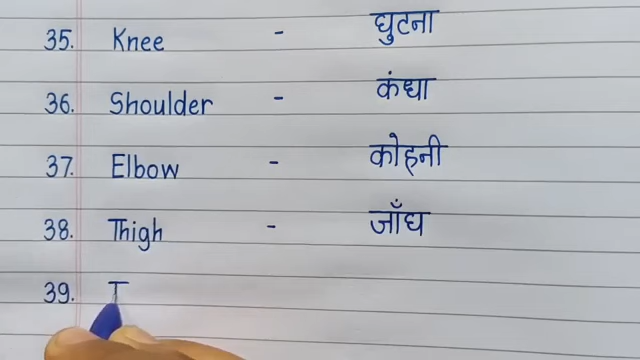 35. Knee - घुटना
36. Shoulder - कंधा
37. Elbow - कोहनी
38. Thigh - जाँघ
39. T